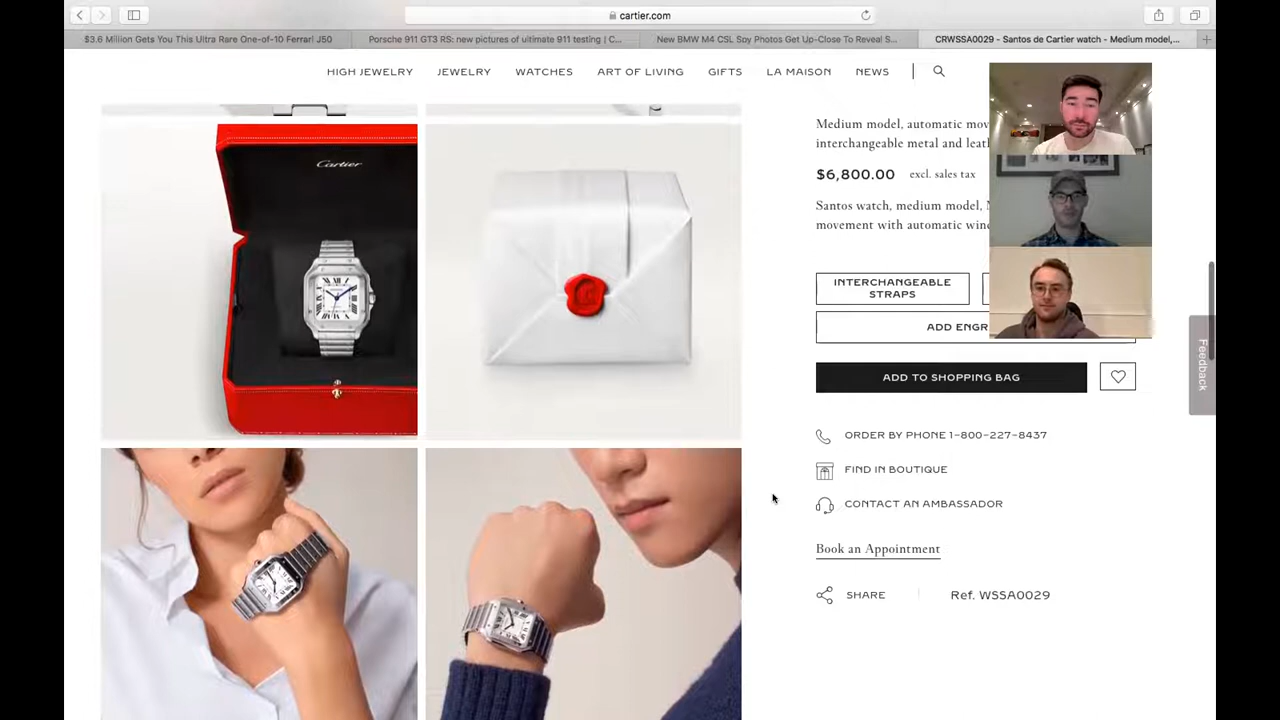 cartier.com
$3.6 Million Gets You This Ultra Rare One-of-10 Ferrari J50
Porsche 911 GT3 RS: new pictures of ultimate 911 testing | C...
New BMW M4 CSL Spy Photos Get Up-Close To Reveal S...
CRWSSA0029 - Santos de Cartier watch - Medium model,...
HIGH JEWELRY
JEWELRY
WATCHES
ART OF LIVING
GIFTS
LA MAISON
NEWS
Cartier
Medium model, automatic mov
interchangeable metal and leat
$6,800.00 excl. sales tax
Santos watch, medium model,
movement with automatic win
INTERCHANGEABLE
STRAPS
ADD ENGR
ADD TO SHOPPING BAG
ORDER BY PHONE 1-800-227-8437
FIND IN BOUTIQUE
CONTACT AN AMBASSADOR
Book an Appointment
SHARE
Ref. WSSA0029
Feedback